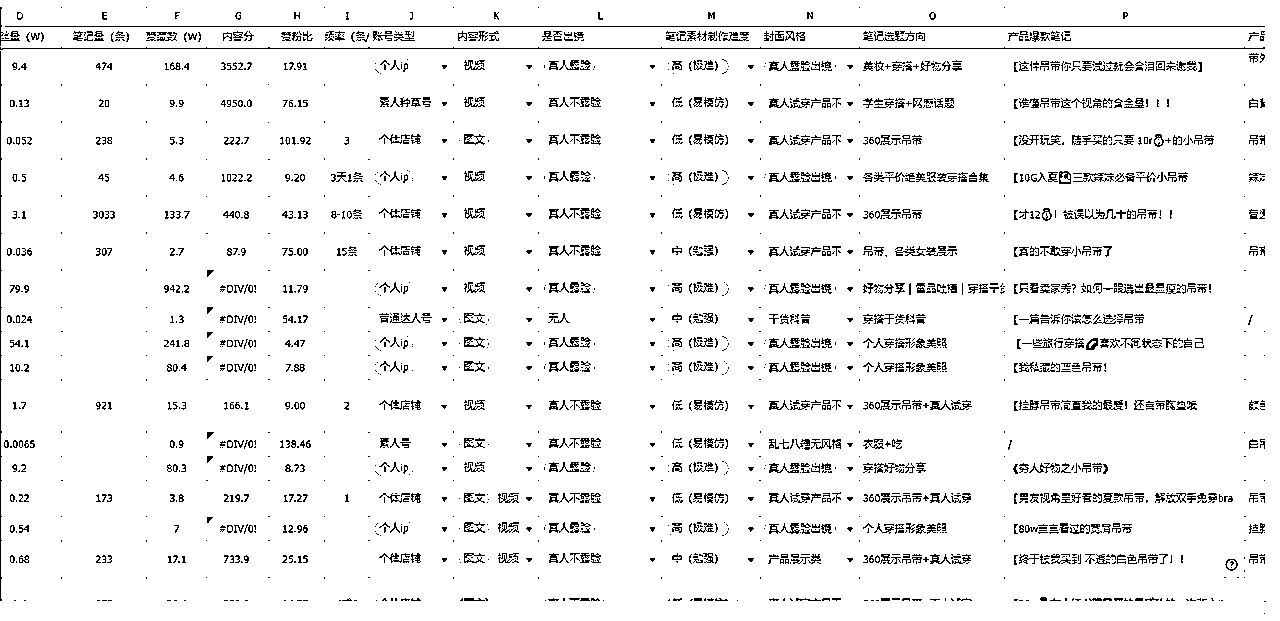 D E F G H I J K L M N O P
丝量（W） 笔记量（条） 赞藏数（W） 内容分 赞粉比 频率（条/ 账号类型 内容形式 是否出镜 笔记素材制作难度 封面风格 笔记选题方向 产品爆款笔记 产品
9.4 474 168.4 3552.7 17.91 个人ip 视频 真人露脸 高（极难） 真人露脸出镜 美妆+穿搭+好物分享 【这件吊带你只要试过就会含泪回来谢我】
0.13 20 9.9 4950.0 76.15 素人种草号 视频 真人不露脸 低（易模仿） 真人试穿产品不 学生穿搭+网感话题 【谁懂吊带这个视角的含金量！！！
0.052 238 5.3 222.7 101.92 3 个体店铺 图文 真人不露脸 低（易模仿） 真人试穿产品不 360展示吊带 【没开玩笑，随手买的只要 10r+的小吊带 吊带
0.5 45 4.6 1022.2 9.20 3天1条 个人ip 视频 真人露脸 高（极难） 真人露脸出镜 各类平价绝美服装穿搭合集 【10G入夏三款辣妹必备平价小吊带
3.1 3033 133.7 440.8 43.13 8-10条 个体店铺 视频 真人不露脸 低（易模仿） 真人试穿产品不 360展示吊带 【才12！被误以为几十的吊带！！
0.036 307 2.7 87.9 75.00 15条 个体店铺 视频 真人不露脸 中（勉强） 真人试穿产品不 吊带、各类女装展示 【真的不敢穿小吊带了 吊带
79.9 942.2 #DIV/0! 11.79 个人ip 视频 真人露脸 高（极难） 真人露脸出镜 好物分享｜雷品吐槽｜穿搭干货 【只看卖家秀？如何一眼选出最显瘦的吊带！
0.024 1.3 #DIV/0! 54.17 普通达人号 图文 无人 中（勉强） 干货科普 穿搭干货科普 【一篇告诉你该怎么选择吊带 /
54.1 241.8 #DIV/0! 4.47 个人ip 图文 真人露脸 高（极难） 真人露脸出镜 个人穿搭形象美照 【一些旅行穿搭喜欢不同状态下的自己
10.2 80.4 #DIV/0! 7.88 个人ip 图文 真人露脸 高（极难） 真人露脸出镜 个人穿搭形象美照 【我私藏的蓝色吊带！
1.7 921 15.3 166.1 9.00 2 个体店铺 视频 真人不露脸 低（易模仿） 真人试穿产品不 360展示吊带+真人试穿 【挂脖吊带简直我的最爱！还自带胸垫哦
0.0065 0.9 #DIV/0! 138.46 素人号 图文 真人不露脸 低（易模仿） 乱七八糟无风格 衣服+吃 /
9.2 80.3 #DIV/0! 8.73 个人ip 视频 真人露脸 高（极难） 真人露脸出镜 穿搭好物分享 《穷人好物之小吊带》
0.22 173 3.8 219.7 17.27 1 个体店铺 图文 视频 真人不露脸 低（易模仿） 真人试穿产品不 360展示吊带+真人试穿 【男友视角是好看的夏款吊带，解放双手免穿bra 吊带
0.54 7 #DIV/0! 12.96 个人ip 图文 视频 真人露脸 高（极难） 真人露脸出镜 个人穿搭形象美照 【80w宝宝看过的宽肩吊带
0.68 233 17.1 733.9 25.15 个体店铺 图文 视频 真人不露脸 中（勉强） 产品展示类 360展示吊带+真人试穿 【终于被我买到 不透的白色吊带了！！ 吊带